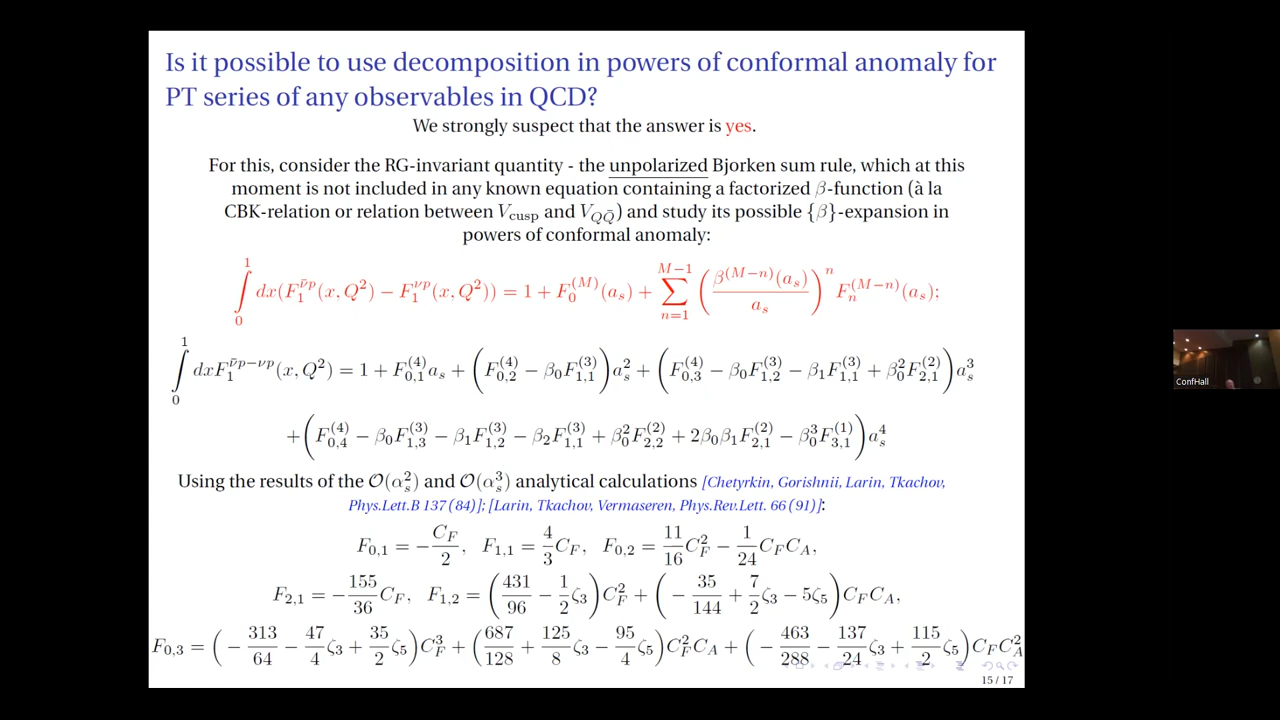 Is it possible to use decomposition in powers of conformal anomaly for
PT series of any observables in QCD?
We strongly suspect that the answer is yes.
For this, consider the RG-invariant quantity - the unpolarized Bjorken sum rule, which at this
moment is not included in any known equation containing a factorized β-function (à la
CBK-relation or relation between V_{cusp} and V_{QQ̄}) and study its possible {β}-expansion in
powers of conformal anomaly:
∫_0^1 dx(F_1^{ν̄p}(x, Q^2) − F_1^{νp}(x, Q^2)) = 1 + F_0^{(M)}(a_s) + ∑_{n=1}^{M−1} (β^{(M−n)}(a_s)/a_s)^n F_n^{(M−n)}(a_s);
∫_0^1 dxF_1^{ν̄p−νp}(x, Q^2) = 1 + F_{0,1}^{(4)}a_s + (F_{0,2}^{(4)} − β_0F_{1,1}^{(3)})a_s^2 + (F_{0,3}^{(4)} − β_0F_{1,2}^{(3)} − β_1F_{1,1}^{(3)} + β_0^2F_{2,1}^{(2)})a_s^3
+(F_{0,4}^{(4)} − β_0F_{1,3}^{(3)} − β_1F_{1,2}^{(3)} − β_2F_{1,1}^{(3)} + β_0^2F_{2,2}^{(2)} + 2β_0β_1F_{2,1}^{(2)} − β_0^3F_{3,1}^{(1)})a_s^4
Using the results of the O(α_s^2) and O(α_s^3) analytical calculations [Chetyrkin, Gorishnii, Larin, Tkachov,
Phys.Lett.B 137 (84)]; [Larin, Tkachov, Vermaseren, Phys.Rev.Lett. 66 (91)]:
F_{0,1} = −C_F/2, F_{1,1} = 4/3 C_F, F_{0,2} = 11/16 C_F^2 − 1/24 C_FC_A,
F_{2,1} = −155/36 C_F, F_{1,2} = (431/96 − 1/2 ζ_3)C_F^2 + (−35/144 + 7/2 ζ_3 − 5ζ_5)C_FC_A,
F_{0,3} = (−313/64 − 47/4 ζ_3 + 35/2 ζ_5)C_F^3 + (687/128 + 125/8 ζ_3 − 95/4 ζ_5)C_F^2C_A + (−463/288 − 137/24 ζ_3 + 115/2 ζ_5)C_FC_A^2
15 / 17
ConfHall